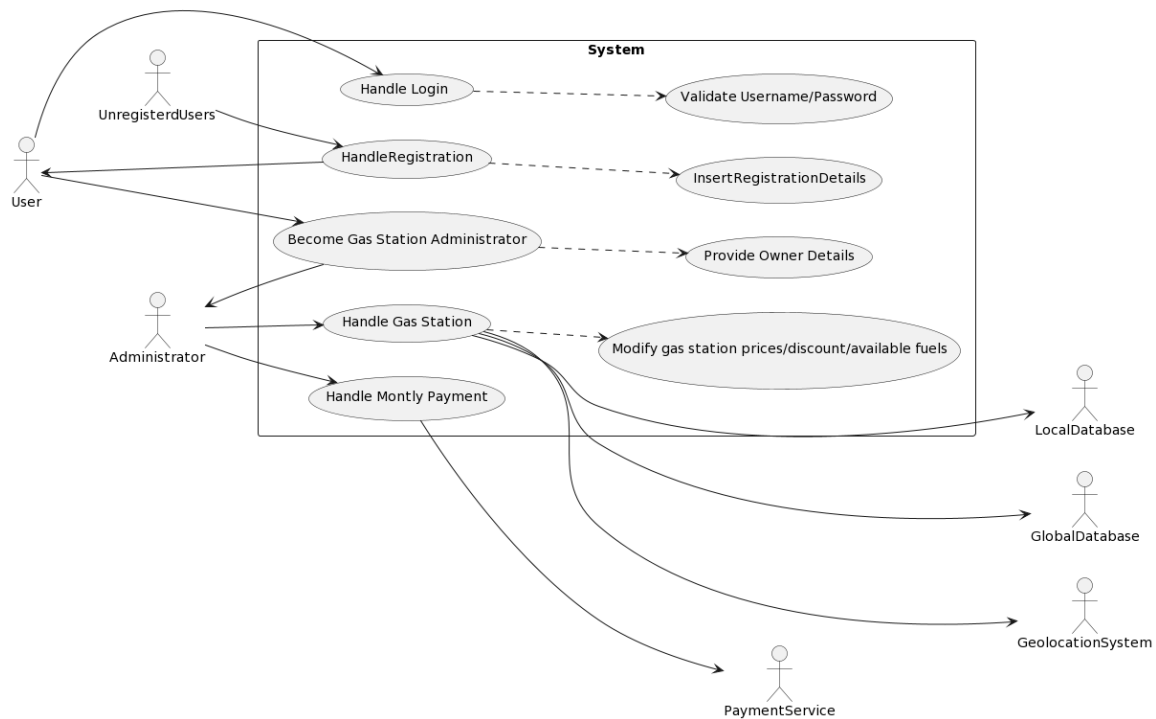 System
Handle Login
Validate Username/Password
UnregisterdUsers
HandleRegistration
InsertRegistrationDetails
User
Become Gas Station Administrator
Provide Owner Details
Handle Gas Station
Modify gas station prices/discount/available fuels
Administrator
Handle Montly Payment
LocalDatabase
GlobalDatabase
GeolocationSystem
PaymentService